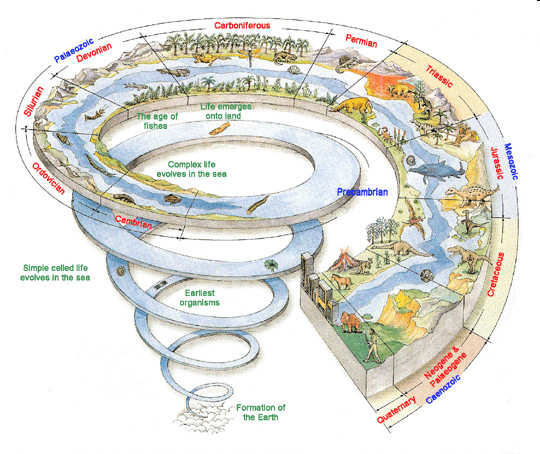 Carboniferous
Permian
Palaeozoic
Devonian
Triassic
Silurian
Life emerges
onto land
The age of
fishes
Mesozoic
Jurassic
Complex life
evolves in the sea
Ordovician
Precambrian
Cambrian
Simple celled life
evolves in the sea
Cretaceous
Earliest
organisms
Neogene &
Palaeogene
Caenozoic
Quaternary
Formation of
the Earth